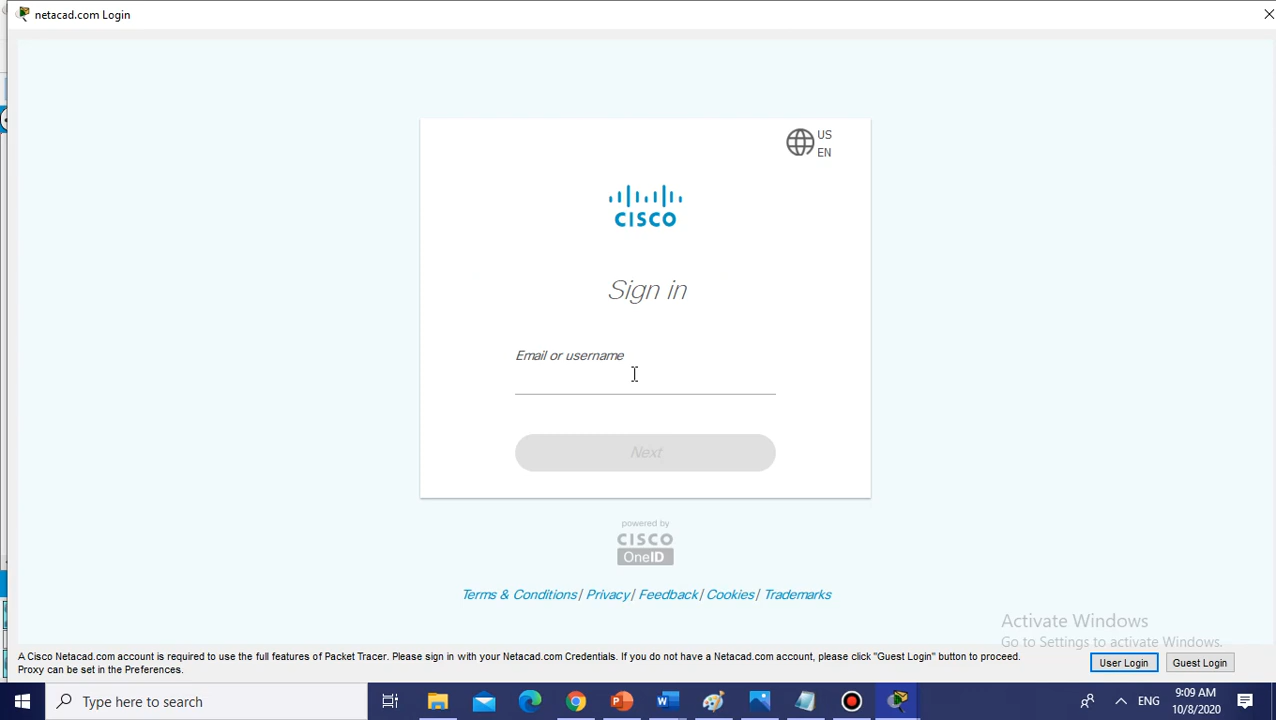 netacad.com Login
US
EN
CISCO
Sign in
Email or username
Next
powered by
CISCO
OneID
Terms & Conditions/ Privacy/ Feedback/ Cookies/ Trademarks
Activate Windows
Go to Settings to activate Windows.
A Cisco Netacad.com account is required to use the full features of Packet Tracer. Please sign in with your Netacad.com Credentials. If you do not have a Netacad.com account, please click "Guest Login" button to proceed.
Proxy can be set in the Preferences.
User Login
Guest Login
Type here to search
ENG
9:09 AM
10/8/2020